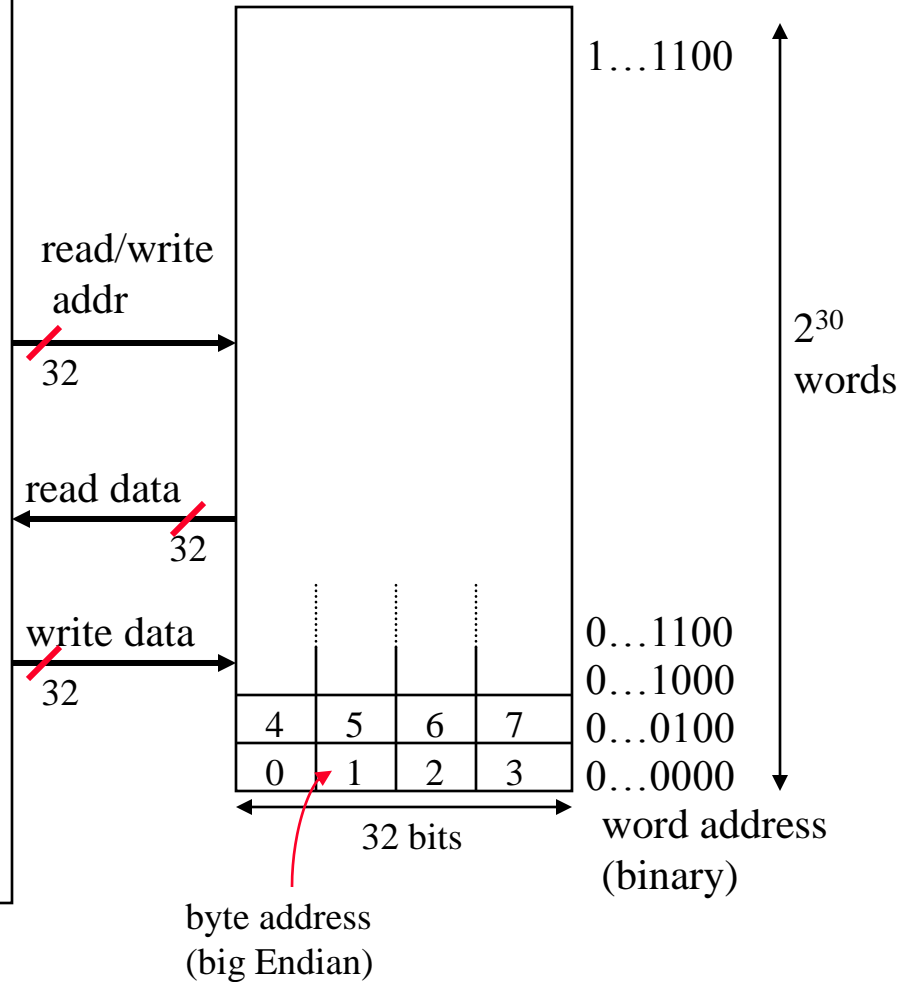 1…1100
read/write
addr
32
2³⁰
words
read data
32
write data
32
0…1100
0…1000
4 5 6 7 0…0100
0 1 2 3 0…0000
32 bits
word address
(binary)
byte address
(big Endian)